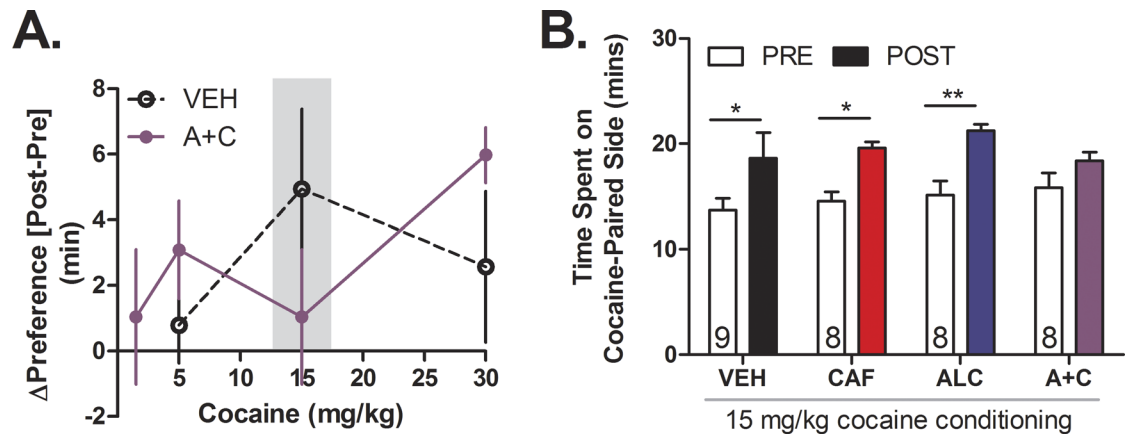 A.
VEH
A+C
ΔPreference [Post-Pre]
(min)
8
6
4
2
0
-2
5
10
15
20
25
30
Cocaine (mg/kg)
B.
PRE
POST
Time Spent on
Cocaine-Paired Side (mins)
30
20
10
0
*
*
**
9
8
8
8
VEH
CAF
ALC
A+C
15 mg/kg cocaine conditioning